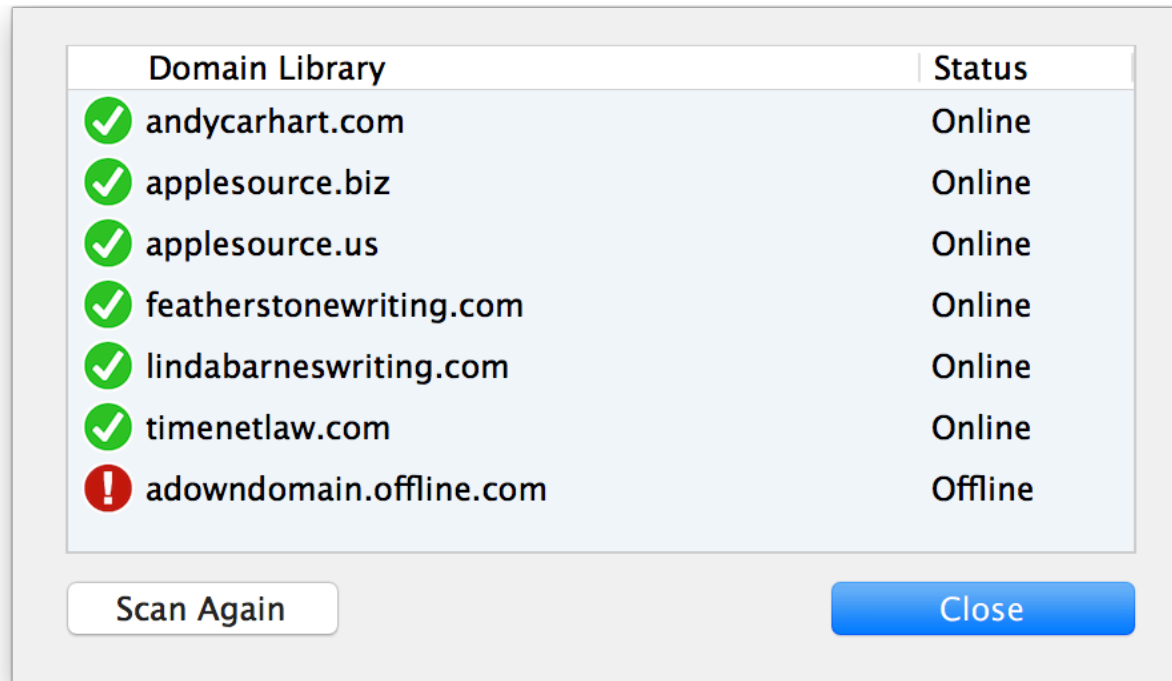 Domain Library Status
andycarhart.com Online
applesource.biz Online
applesource.us Online
featherstonewriting.com Online
lindabarneswriting.com Online
timenetlaw.com Online
adowndomain.offline.com Offline
Scan Again Close